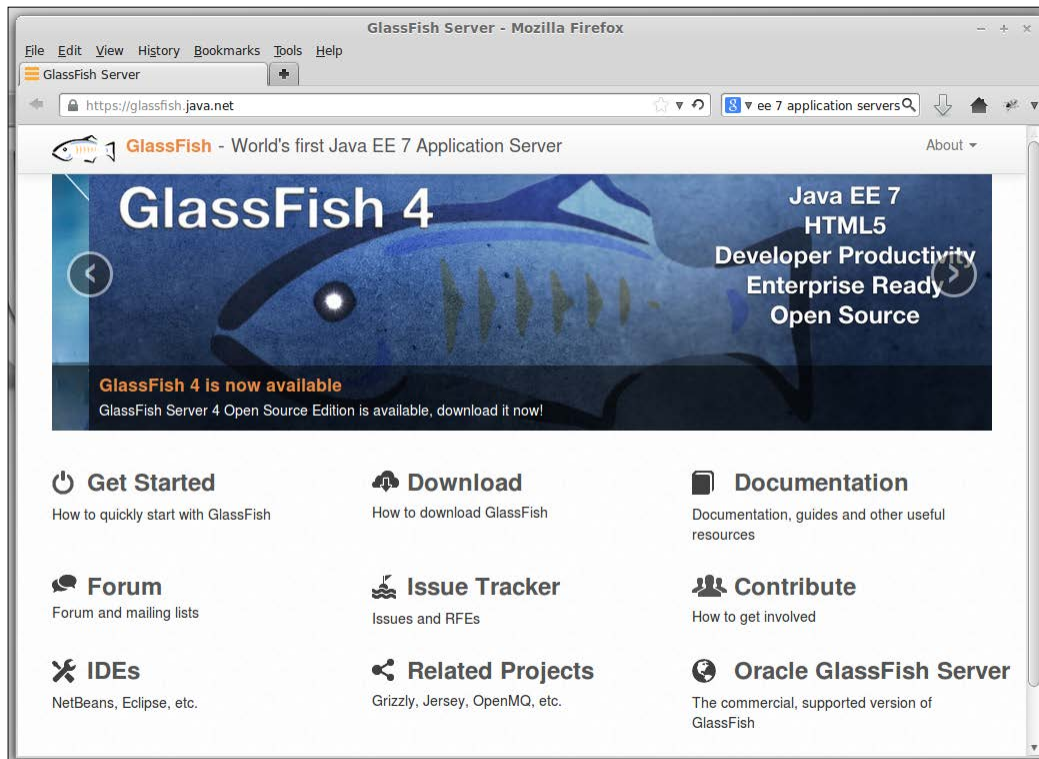 GlassFish Server - Mozilla Firefox
File Edit View History Bookmarks Tools Help
GlassFish Server
https://glassfish.java.net
8 ee 7 application servers
GlassFish - World's first Java EE 7 Application Server
About
GlassFish 4
Java EE 7
HTML5
Developer Productivity
Enterprise Ready
Open Source
GlassFish 4 is now available
GlassFish Server 4 Open Source Edition is available, download it now!
Get Started
How to quickly start with GlassFish
Download
How to download GlassFish
Documentation
Documentation, guides and other useful
resources
Forum
Forum and mailing lists
Issue Tracker
Issues and RFEs
Contribute
How to get involved
IDEs
NetBeans, Eclipse, etc.
Related Projects
Grizzly, Jersey, OpenMQ, etc.
Oracle GlassFish Server
The commercial, supported version of
GlassFish